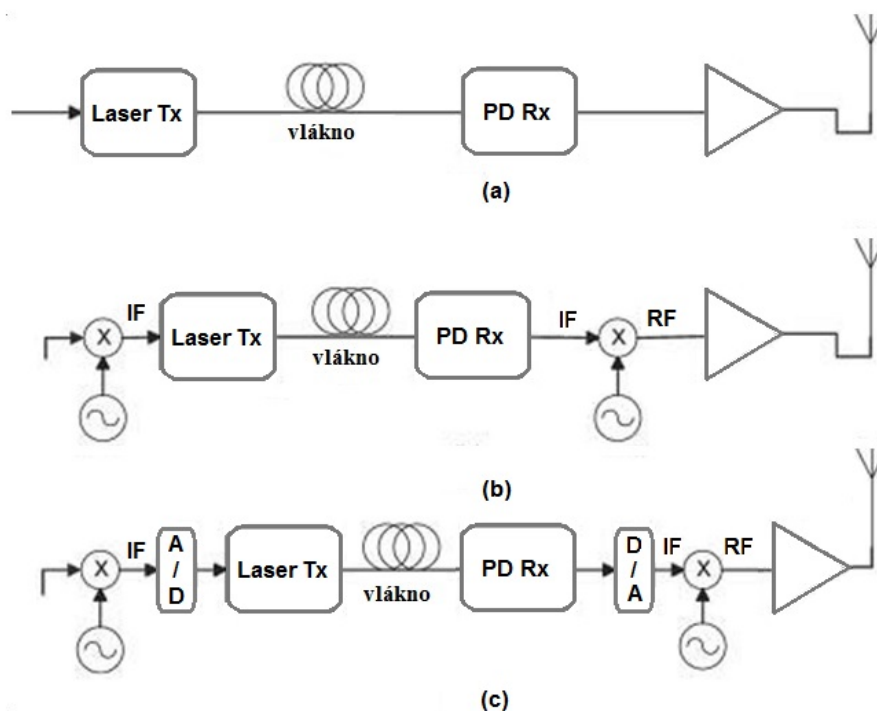 Laser Tx
vlákno
PD Rx
(a)
X
IF
Laser Tx
vlákno
PD Rx
IF
X
RF
(b)
X
IF
A
/
D
Laser Tx
vlákno
PD Rx
D
/
A
IF
X
RF
(c)